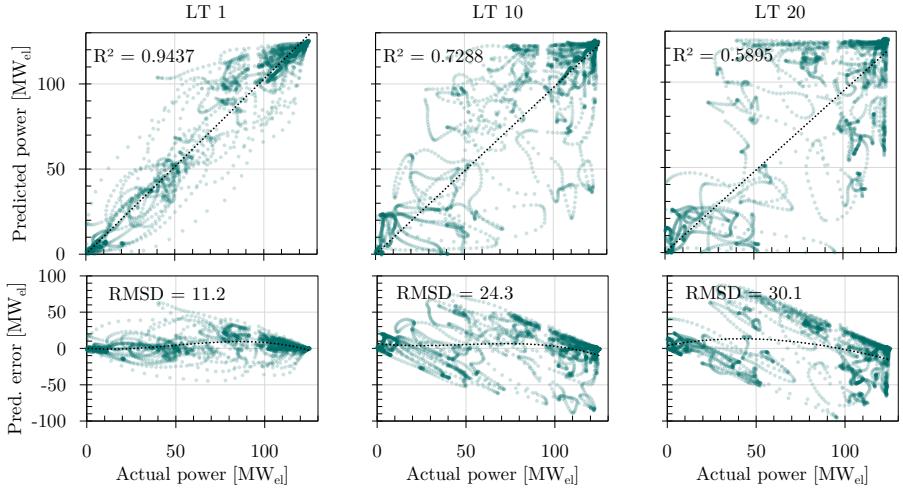 LT 1
LT 10
LT 20
Predicted power [MWel]
100
50
0
R² = 0.9437
R² = 0.7288
R² = 0.5895
Pred. error [MWel]
100
50
0
-50
-100
RMSD = 11.2
RMSD = 24.3
RMSD = 30.1
0 50 100
0 50 100
0 50 100
Actual power [MWel]
Actual power [MWel]
Actual power [MWel]